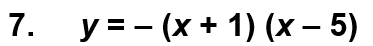 7. y = – (x + 1) (x – 5)